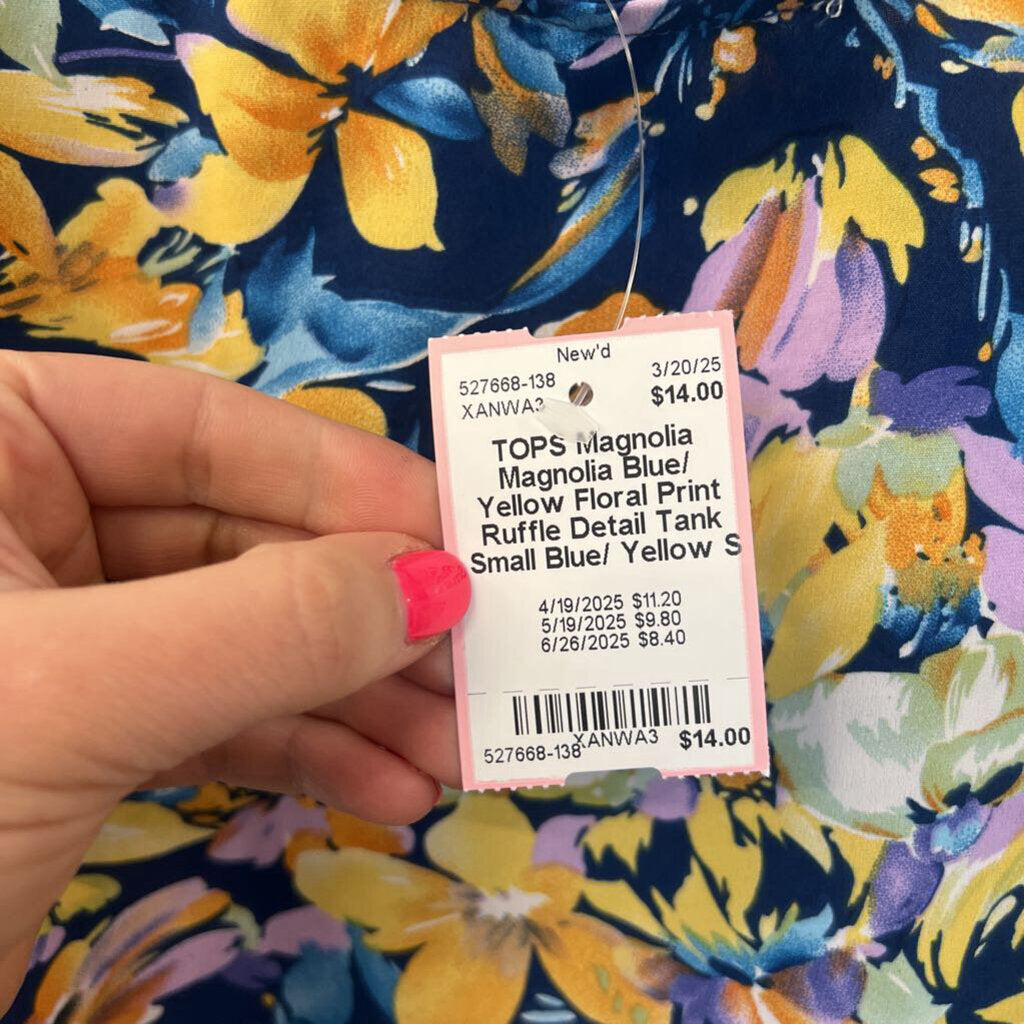 New'd
527668-138 3/20/25
XANWA3 $14.00
TOPS Magnolia
Magnolia Blue/
Yellow Floral Print
Ruffle Detail Tank
Small Blue/ Yellow S
4/19/2025 $11.20
5/19/2025 $9.80
6/26/2025 $8.40
527668-138 XANWA3 $14.00